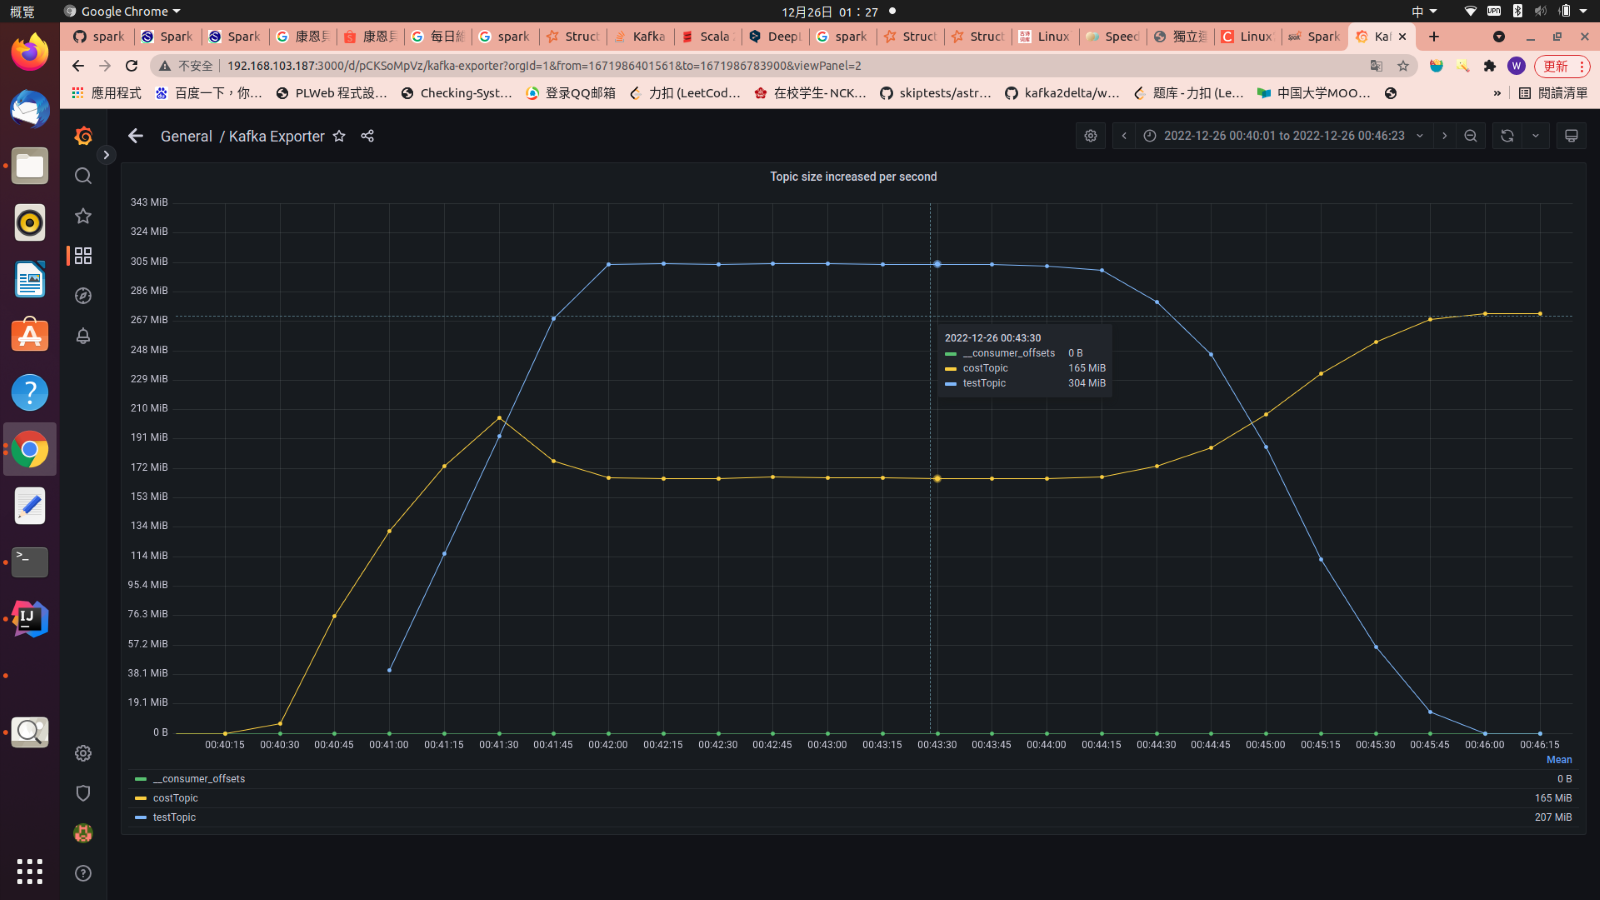 概覽
Google Chrome
12月26日 01：27
中
spark
Spark
Spark
康恩貝
康恩貝
每日經
spark
Struct
Kafka
Scala
Deepl
spark
Struct
Struct
Linux
Speed
獨立運
Linux
Spark
Kaf
不安全
192.168.103.187:3000/d/pCKSoMpVz/kafka-exporter?orgId=1&from=1671986401561&to=1671986783900&viewPanel=2
W
更新
應用程式
百度一下，你...
PLWeb 程式設...
Checking-Syst...
登录QQ邮箱
力扣 (LeetCod...
在校学生- NCK...
skiptests/astr...
kafka2delta/w...
题库 - 力扣 (Le...
中国大学MOO...
»
閱讀清單
General / Kafka Exporter
2022-12-26 00:40:01 to 2022-12-26 00:46:23
Topic size increased per second
343 MiB
324 MiB
305 MiB
286 MiB
267 MiB
248 MiB
229 MiB
210 MiB
191 MiB
172 MiB
153 MiB
134 MiB
114 MiB
95.4 MiB
76.3 MiB
57.2 MiB
38.1 MiB
19.1 MiB
0 B
2022-12-26 00:43:30
__consumer_offsets 0 B
costTopic 165 MiB
testTopic 304 MiB
00:40:15 00:40:30 00:40:45 00:41:00 00:41:15 00:41:30 00:41:45 00:42:00 00:42:15 00:42:30 00:42:45 00:43:00 00:43:15 00:43:30 00:43:45 00:44:00 00:44:15 00:44:30 00:44:45 00:45:00 00:45:15 00:45:30 00:45:45 00:46:00 00:46:15
Mean
__consumer_offsets 0 B
costTopic 165 MiB
testTopic 207 MiB